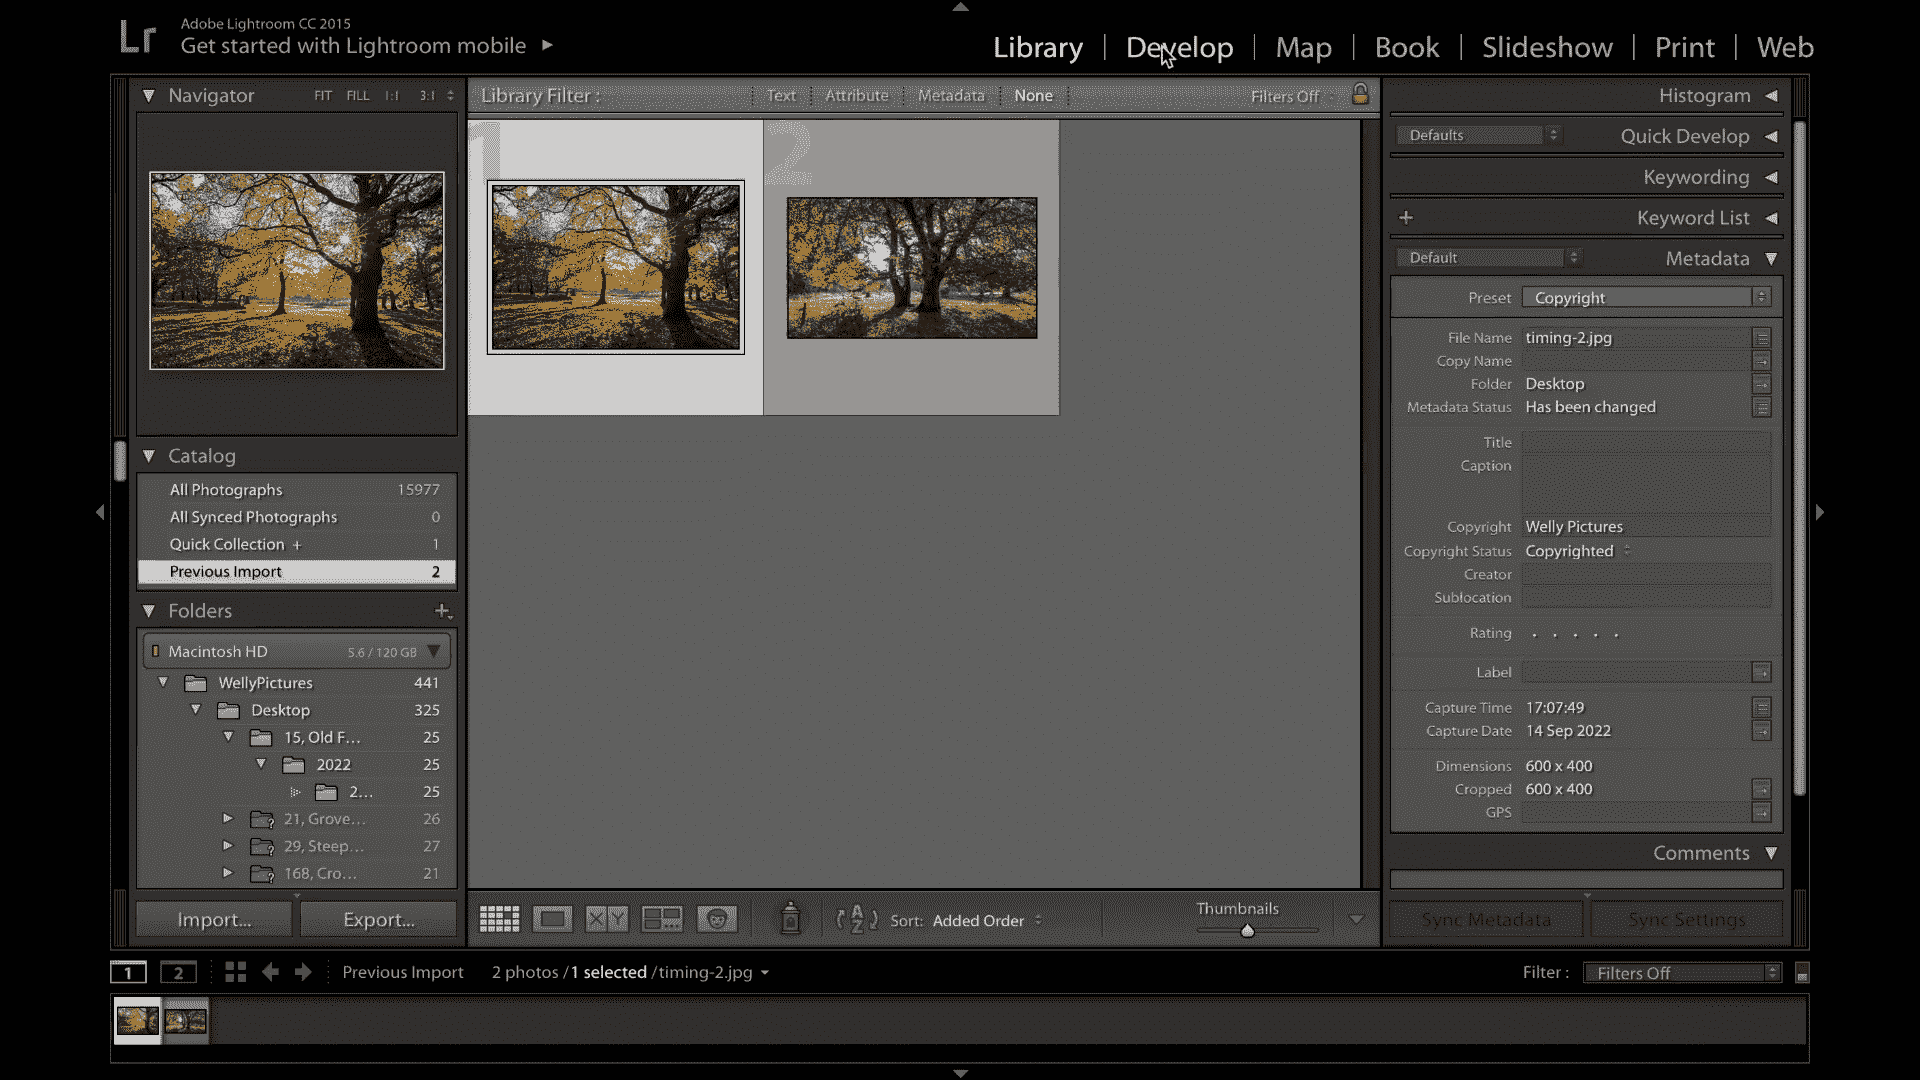 Lr
Adobe Lightroom CC 2015
Get started with Lightroom mobile
Library | Develop | Map | Book | Slideshow | Print | Web
Navigator FIT FILL 1:1 3:1
Library Filter : Text Attribute Metadata None Filters Off
1
2
Catalog
All Photographs 15977
All Synced Photographs 0
Quick Collection + 1
Previous Import 2
Folders +
Macintosh HD 5.6 / 120 GB
WellyPictures 441
Desktop 325
15, Old F... 25
2022 25
2... 25
21, Grove... 26
29, Steep... 27
168, Cro... 21
Import... Export...
Histogram
Defaults Quick Develop
Keywording
+ Keyword List
Default Metadata
Preset Copyright
File Name timing-2.jpg
Copy Name
Folder Desktop
Metadata Status Has been changed
Title
Caption
Copyright Welly Pictures
Copyright Status Copyrighted
Creator
Sublocation
Rating . . . . .
Label
Capture Time 17:07:49
Capture Date 14 Sep 2022
Dimensions 600 x 400
Cropped 600 x 400
GPS
Comments
Sync Metadata Sync Settings
X Y
A Z Sort: Added Order
Thumbnails
1 2 Previous Import 2 photos / 1 selected / timing-2.jpg
Filter : Filters Off